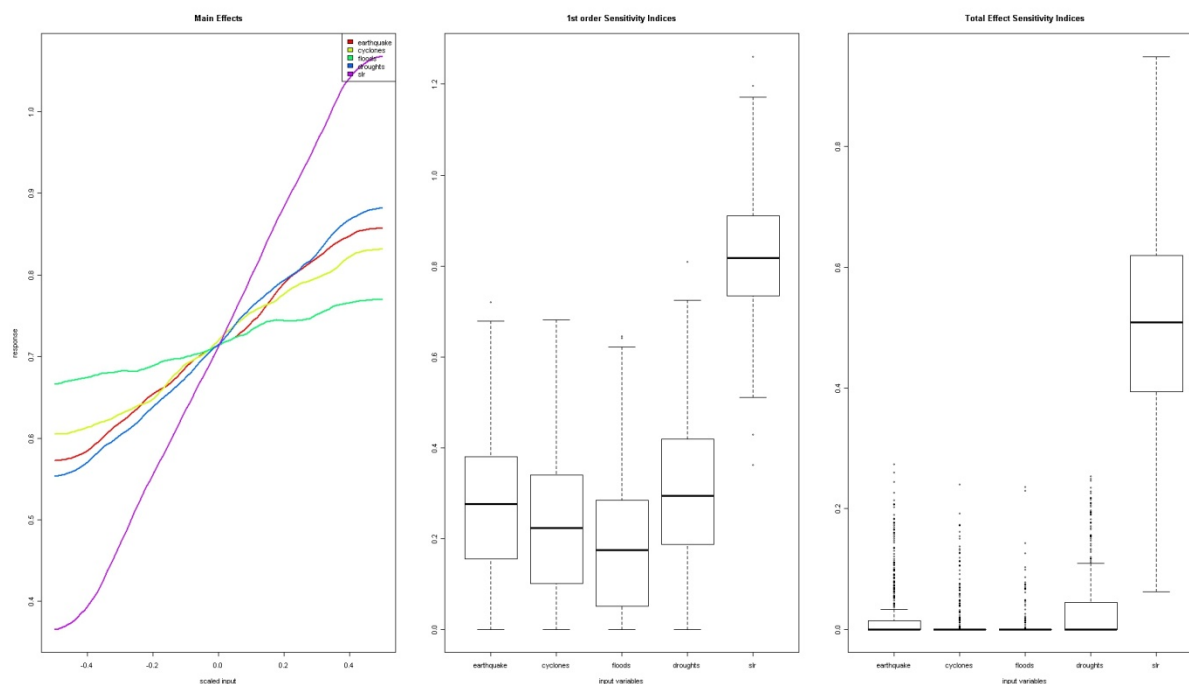 Main Effects
earthquake
cyclones
floods
droughts
slr
response
1.0
0.9
0.8
0.7
0.6
0.5
0.4
-0.4 -0.2 0.0 0.2 0.4
scaled input
1st order Sensitivity Indices
1.2
1.0
0.8
0.6
0.4
0.2
0.0
earthquake cyclones floods droughts slr
input variables
Total Effect Sensitivity Indices
0.8
0.6
0.4
0.2
0.0
earthquake cyclones floods droughts slr
input variables